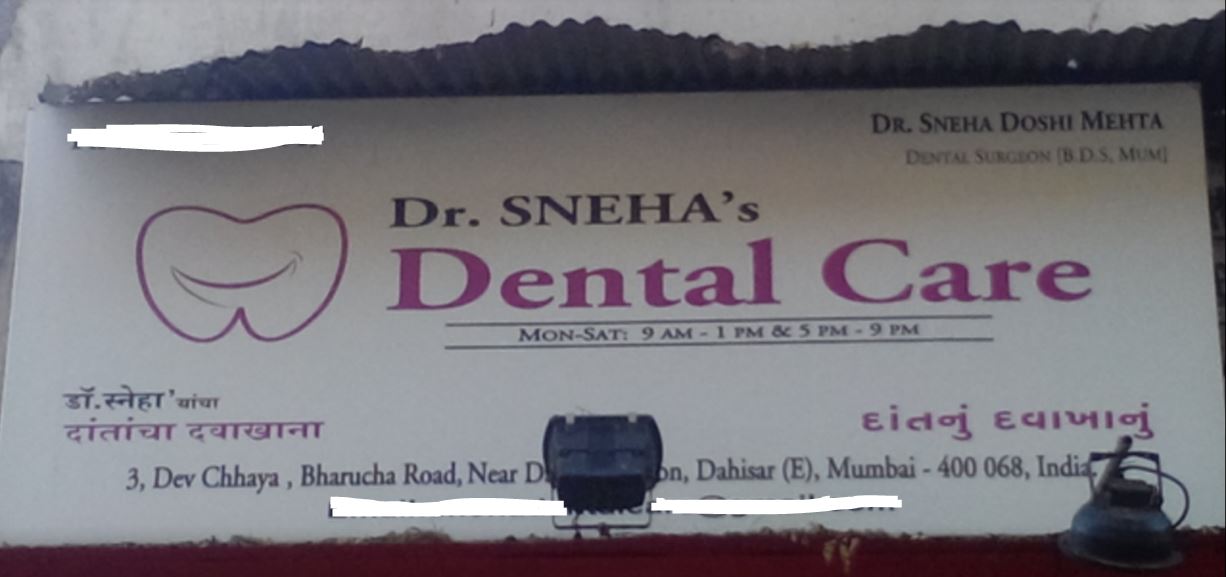 DR. SNEHA DOSHI MEHTA
DENTAL SURGEON [B.D.S, MUM]
Dr. SNEHA's
Dental Care
MON-SAT: 9 AM - 1 PM & 5 PM - 9 PM
डॉ.स्नेहा'यांचा
दांतांचा दवाखाना
દાંતનું દવાખાનું
3, Dev Chhaya , Bharucha Road, Near Dahisar (E), Mumbai - 400 068, India.